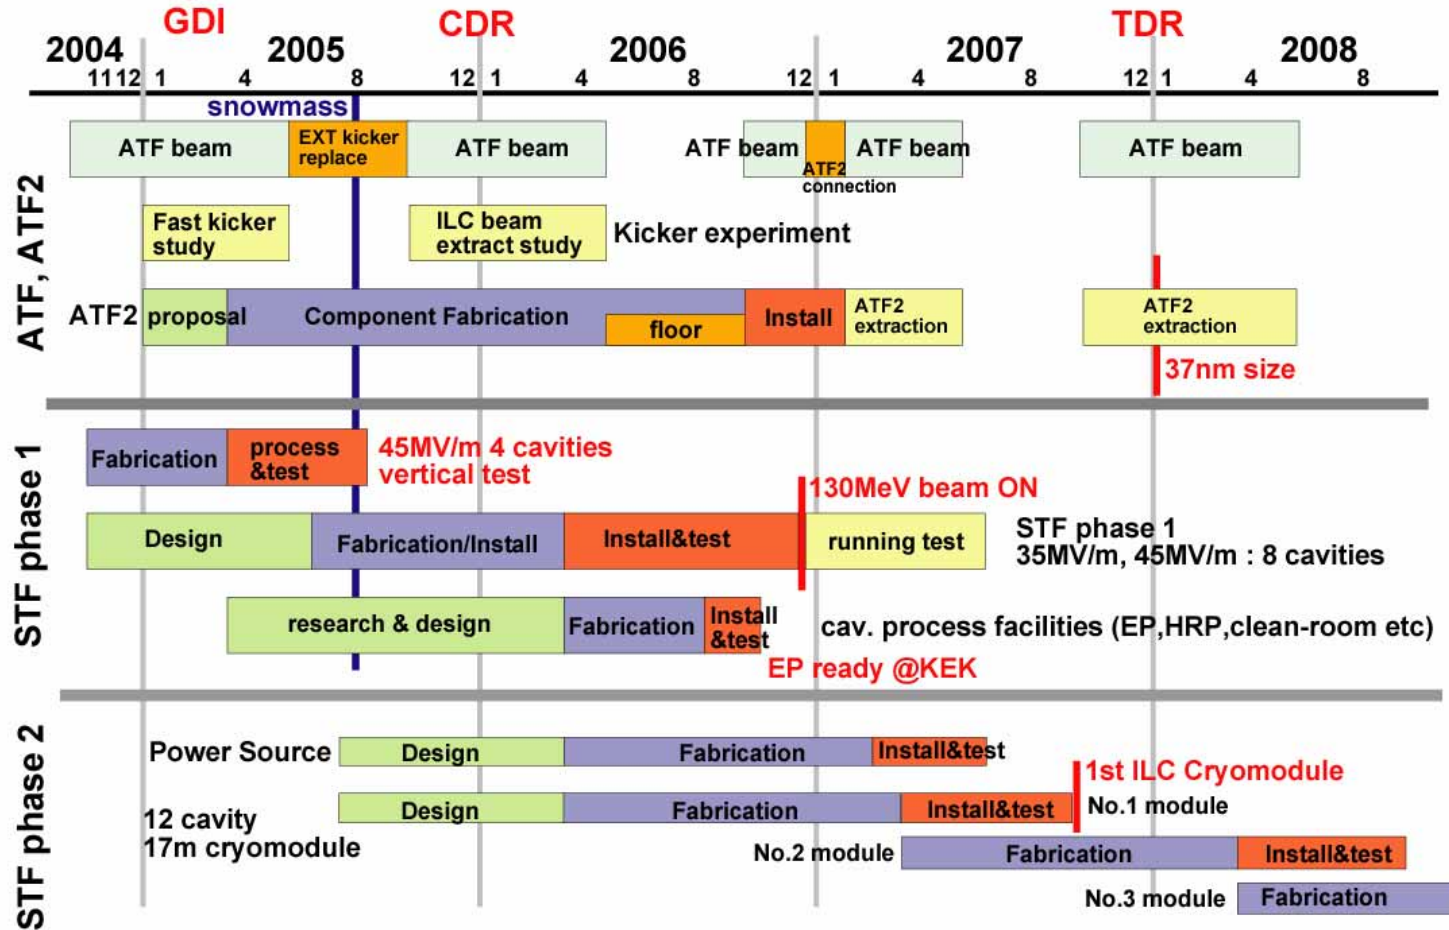 GDI CDR TDR
2004 2005 2006 2007 2008
11 12 1 4 8 12 1 4 8 12 1 4 8 12 1 4 8
snowmass
ATF, ATF2
ATF beam
EXT kicker
replace
ATF beam
ATF beam
ATF2
connection
ATF beam
ATF beam
Fast kicker
study
ILC beam
extract study
Kicker experiment
ATF2
proposal
Component Fabrication
floor
Install
ATF2
extraction
ATF2
extraction
37nm size
STF phase 1
Fabrication
process
&test
45MV/m 4 cavities
vertical test
130MeV beam ON
Design
Fabrication/Install
Install&test
running test
STF phase 1
35MV/m, 45MV/m : 8 cavities
research & design
Fabrication
Install
&test
cav. process facilities (EP,HRP,clean-room etc)
EP ready @KEK
STF phase 2
Power Source
Design
Fabrication
Install&test
1st ILC Cryomodule
12 cavity
17m cryomodule
Design
Fabrication
Install&test
No.1 module
No.2 module
Fabrication
Install&test
No.3 module
Fabrication